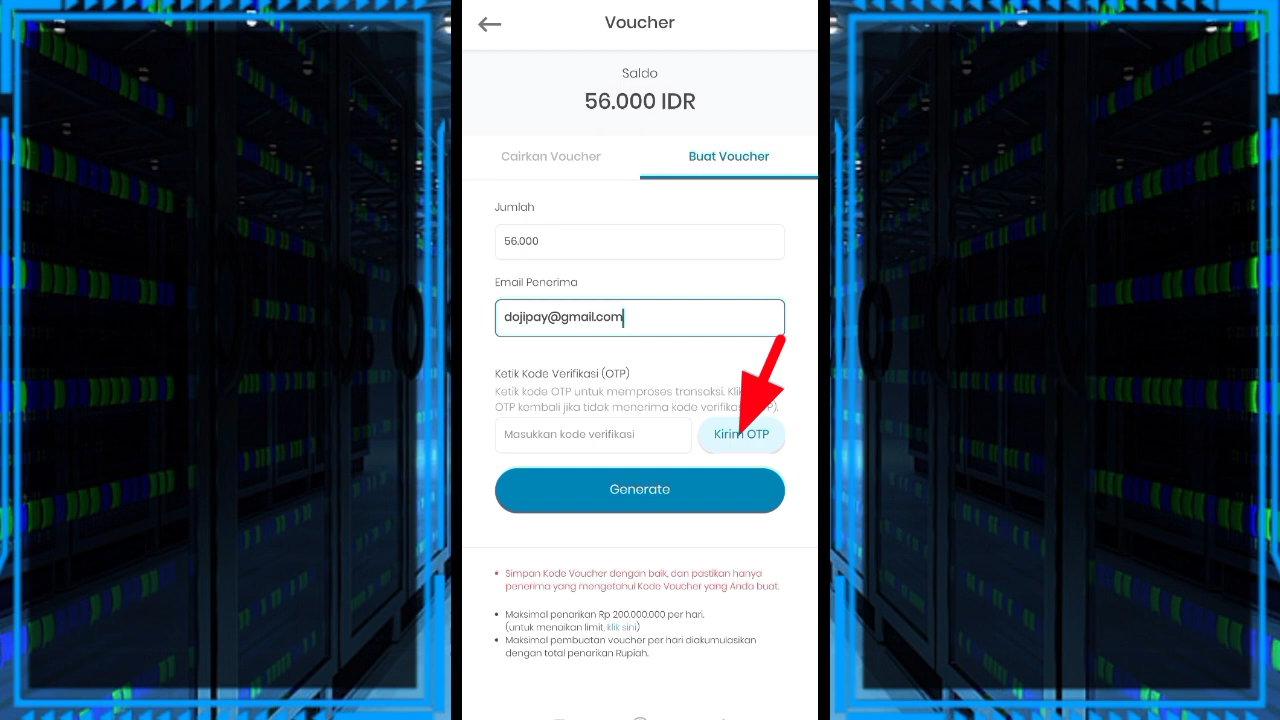 Voucher
Saldo
56.000 IDR
Cairkan Voucher
Buat Voucher
Jumlah
56.000
Email Penerima
dojipay@gmail.com
Ketik Kode Verifikasi (OTP)
Ketik kode OTP untuk memproses transaksi.
OTP kembali jika tidak menerima kode
Masukkan kode verifikasi
Kirim OTP
Generate
• Simpan Kode Voucher dengan baik, dan pastikan hanya
penerima yang mengetahui Kode Voucher yang Anda buat.
• Maksimal penarikan Rp 200.000.000 per hari.
(untuk menaikan limit, klik sini)
• Maksimal pembuatan voucher per hari diakumulasikan
dengan total penarikan Rupiah.